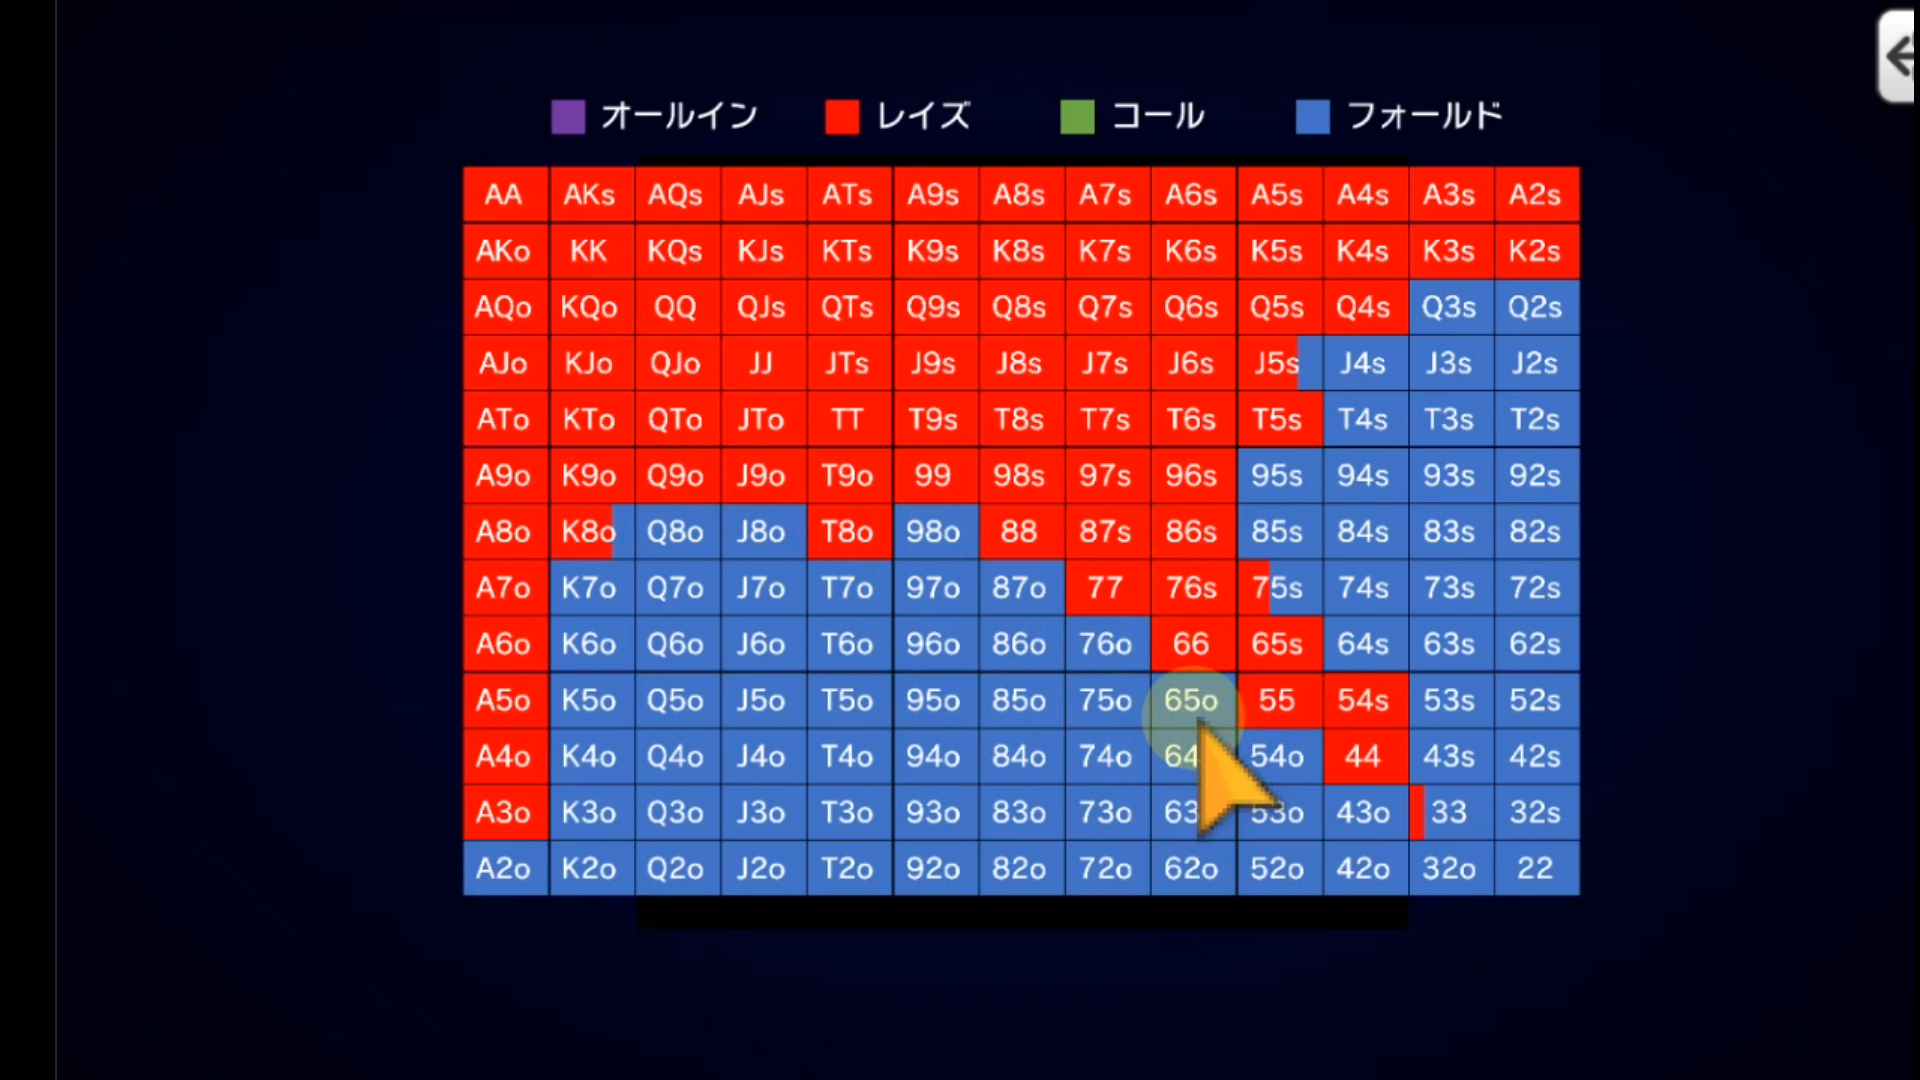 オールイン レイズ コール フォールド
AA AKs AQs AJs ATs A9s A8s A7s A6s A5s A4s A3s A2s
AKo KK KQs KJs KTs K9s K8s K7s K6s K5s K4s K3s K2s
AQo KQo QQ QJs QTs Q9s Q8s Q7s Q6s Q5s Q4s Q3s Q2s
AJo KJo QJo JJ JTs J9s J8s J7s J6s J5s J4s J3s J2s
ATo KTo QTo JTo TT T9s T8s T7s T6s T5s T4s T3s T2s
A9o K9o Q9o J9o T9o 99 98s 97s 96s 95s 94s 93s 92s
A8o K8o Q8o J8o T8o 98o 88 87s 86s 85s 84s 83s 82s
A7o K7o Q7o J7o T7o 97o 87o 77 76s 75s 74s 73s 72s
A6o K6o Q6o J6o T6o 96o 86o 76o 66 65s 64s 63s 62s
A5o K5o Q5o J5o T5o 95o 85o 75o 65o 55 54s 53s 52s
A4o K4o Q4o J4o T4o 94o 84o 74o 64 54o 44 43s 42s
A3o K3o Q3o J3o T3o 93o 83o 73o 63 53o 43o 33 32s
A2o K2o Q2o J2o T2o 92o 82o 72o 62o 52o 42o 32o 22